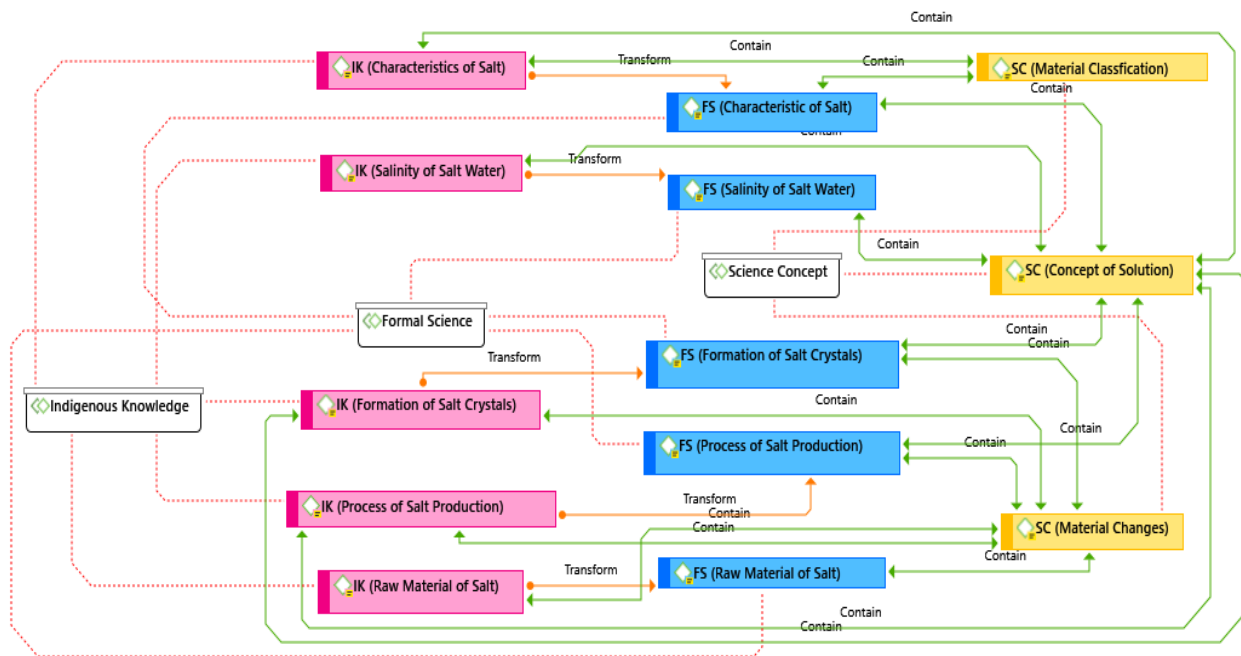 Contain
Contain
IK (Characteristics of Salt)
Transform
Contain
SC (Material Classfication)
FS (Characteristic of Salt)
Contain
IK (Salinity of Salt Water)
Transform
FS (Salinity of Salt Water)
Contain
Science Concept
SC (Concept of Solution)
Formal Science
Contain
Contain
FS (Formation of Salt Crystals)
Transform
Indigenous Knowledge
IK (Formation of Salt Crystals)
Contain
FS (Process of Salt Production)
Contain
Contain
IK (Process of Salt Production)
Transform
Contain
Contain
SC (Material Changes)
Contain
IK (Raw Material of Salt)
Transform
FS (Raw Material of Salt)
Contain
Contain